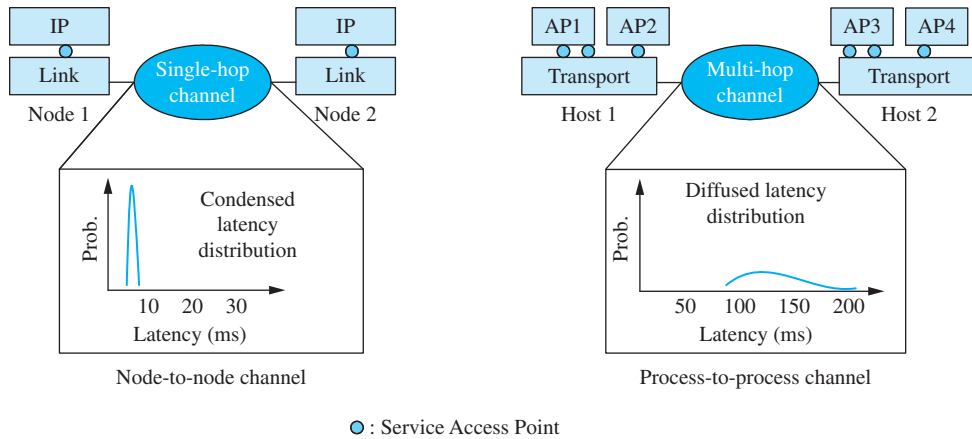 IP
IP
Link
Single-hop
channel
Link
Node 1
Node 2
Prob.
Condensed
latency
distribution
10 20 30
Latency (ms)
Node-to-node channel
AP1 AP2
AP3 AP4
Transport
Multi-hop
channel
Transport
Host 1
Host 2
Prob.
Diffused latency
distribution
50 100 150 200
Latency (ms)
Process-to-process channel
: Service Access Point